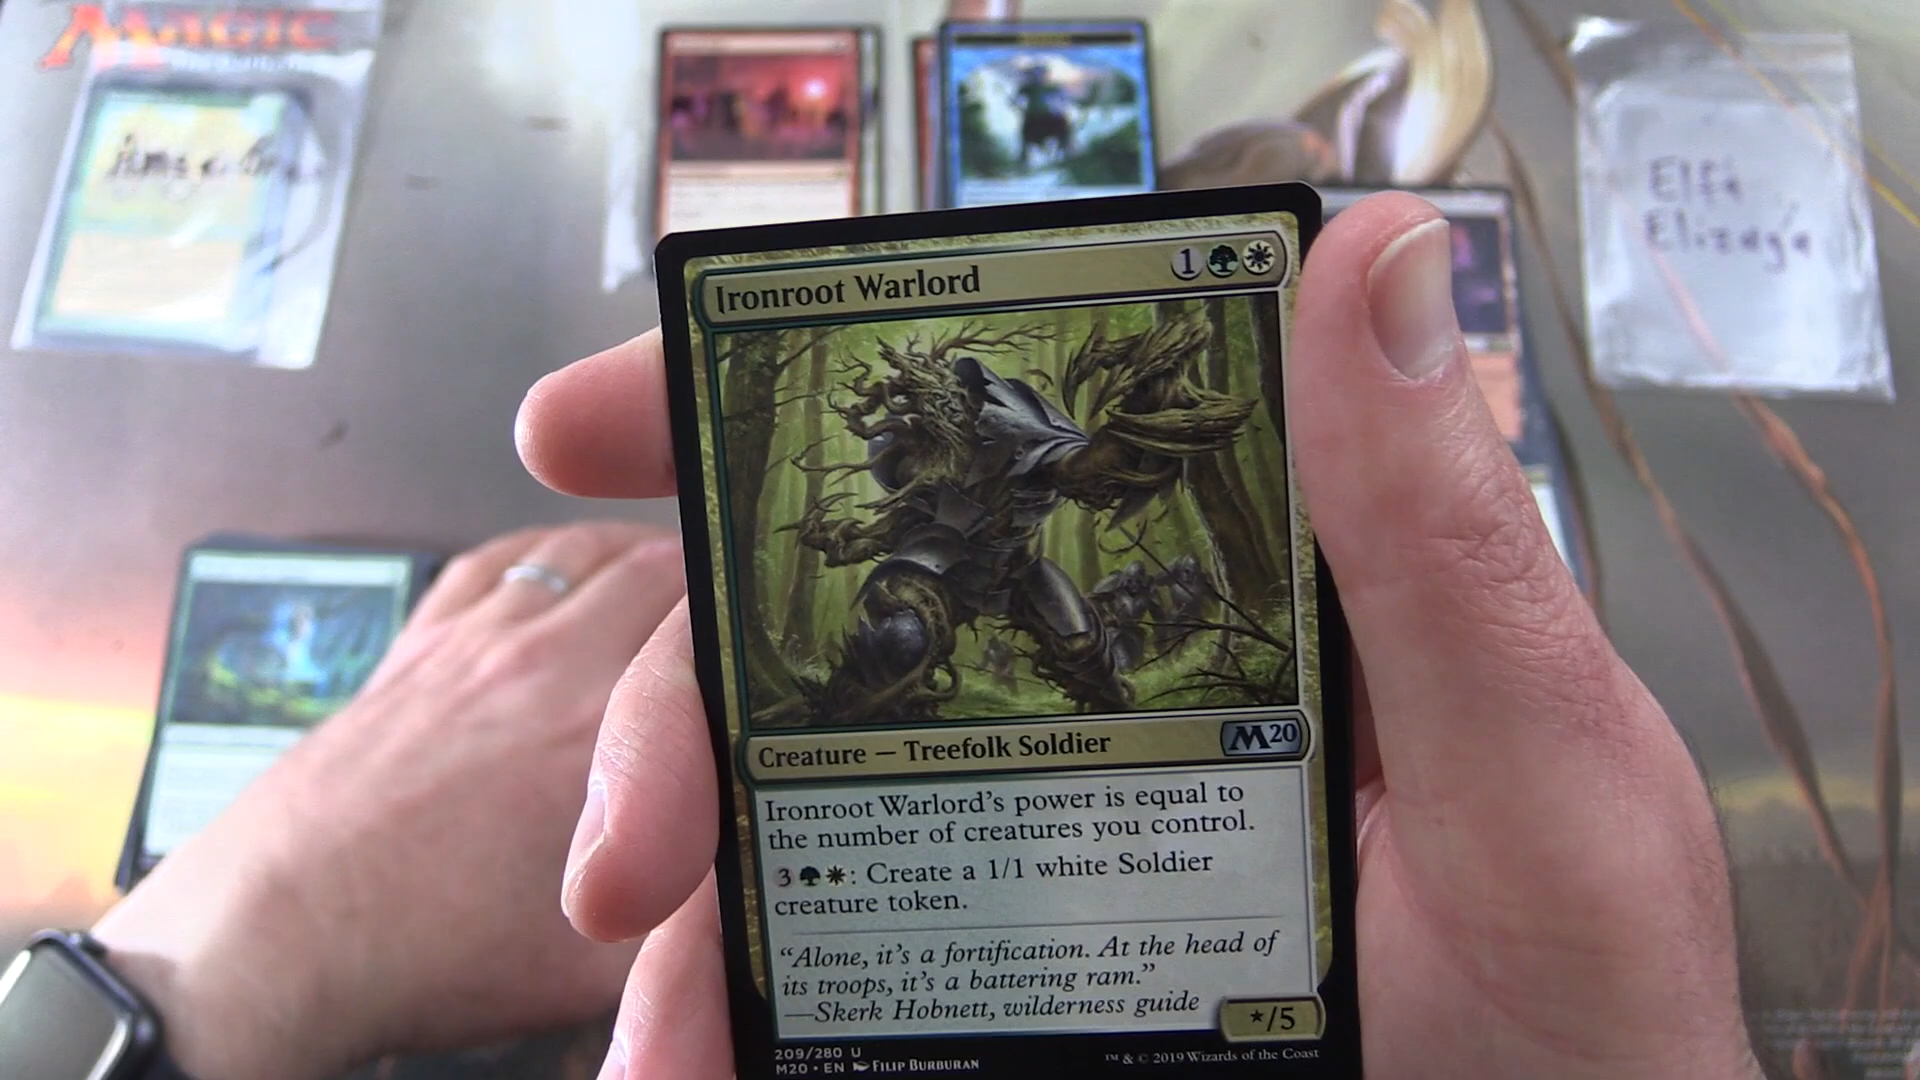 MAGIC
Elfi
Elizaga
Ironroot Warlord
1
Creature — Treefolk Soldier
M20
Ironroot Warlord's power is equal to
the number of creatures you control.
3 : Create a 1/1 white Soldier
creature token.
“Alone, it's a fortification. At the head of
its troops, it's a battering ram.”
—Skerk Hobnett, wilderness guide
*/5
209/280 U
M20 • EN Filip Burburan
™ & © 2019 Wizards of the Coast